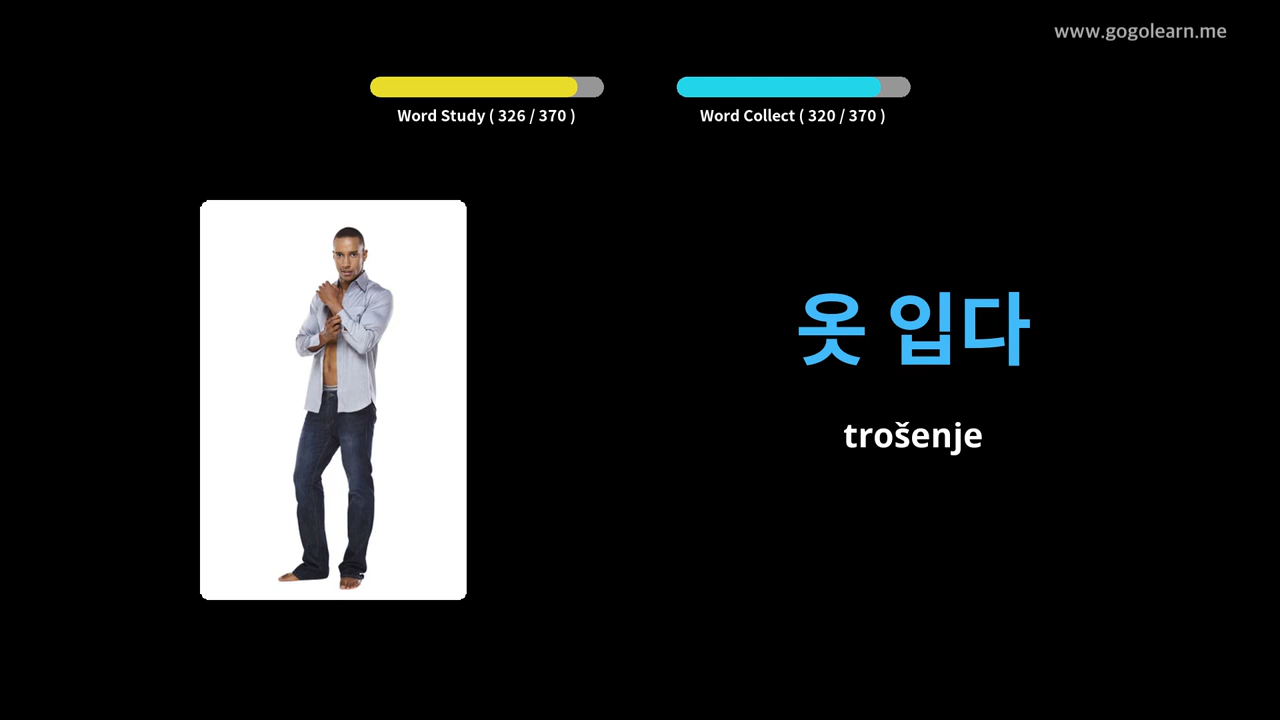 www.gogolearn.me
Word Study ( 326 / 370 )
Word Collect ( 320 / 370 )
옷 입다
trošenje